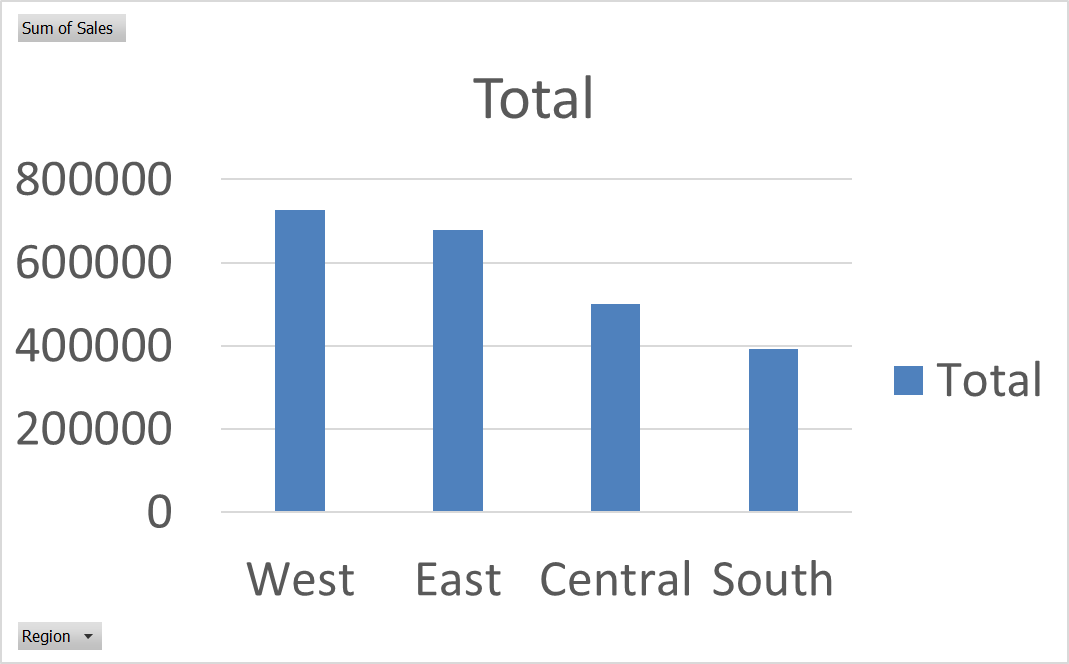 Sum of Sales
Total
800000
600000
400000
200000
0
West East Central South
Total
Region